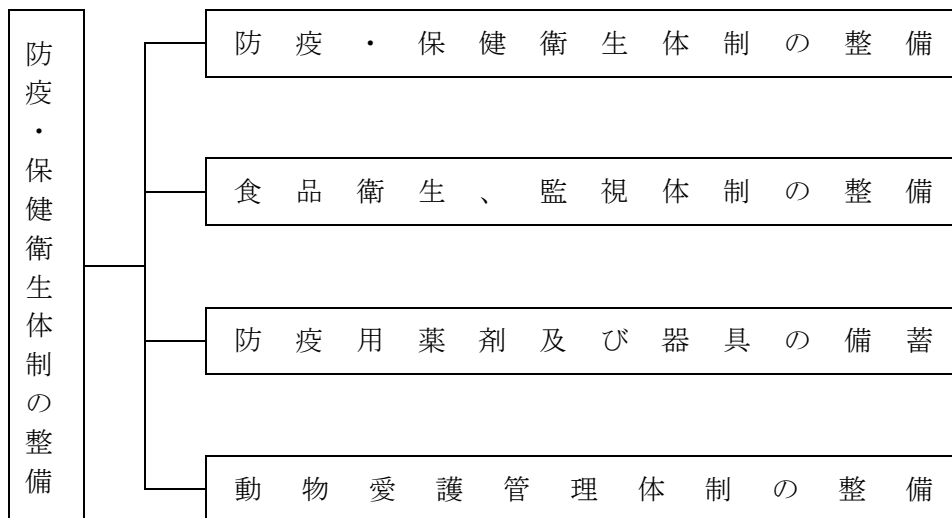 防疫・保健衛生体制の整備
防疫・保健衛生体制の整備
食品衛生、監視体制の整備
防疫用薬剤及び器具の備蓄
動物愛護管理体制の整備